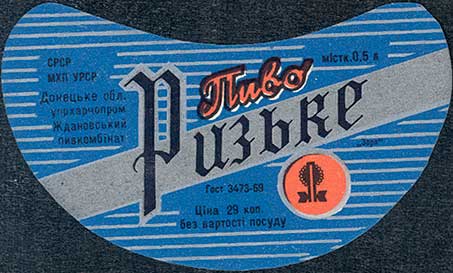 СРСР
МХП УРСР
Донецьке обл.
упрхарчопром
Ждановський
пивкомбінат
Пиво
містк. 0,5 л
Ризьке
Гост 3473-69
Ціна 29 коп.
без вартості посуду